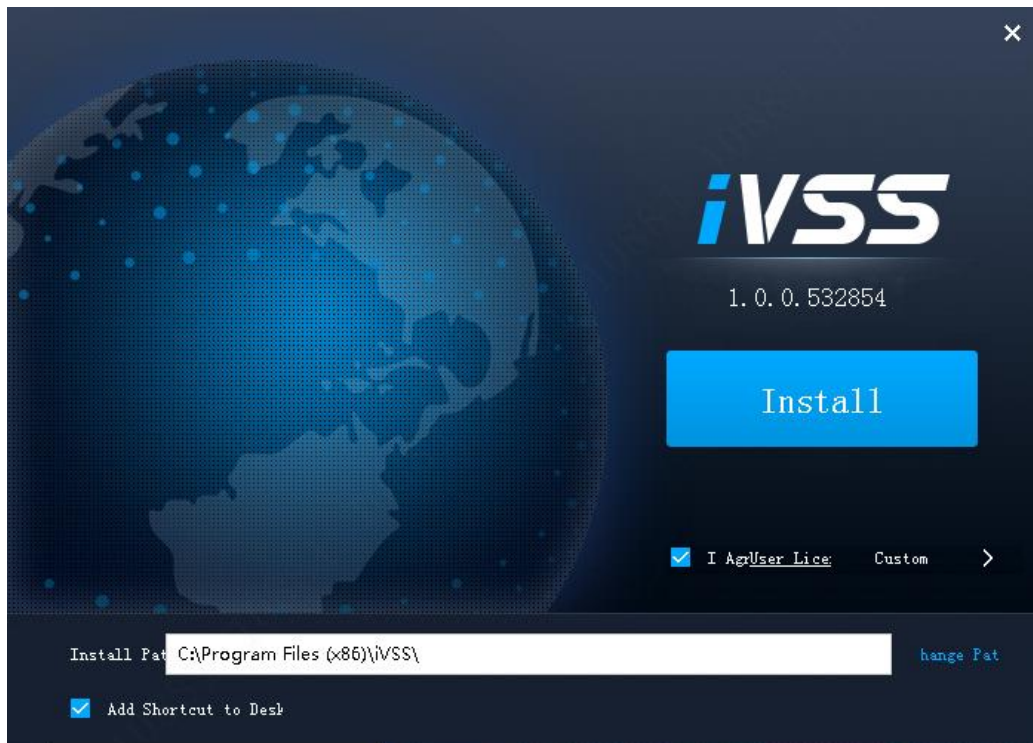 iVSS
1.0.0.532854
Install
I AgrUser Lice
Custom
Install Pat C:\Program Files (x86)\iVSS\ hange Pat
Add Shortcut to Desk